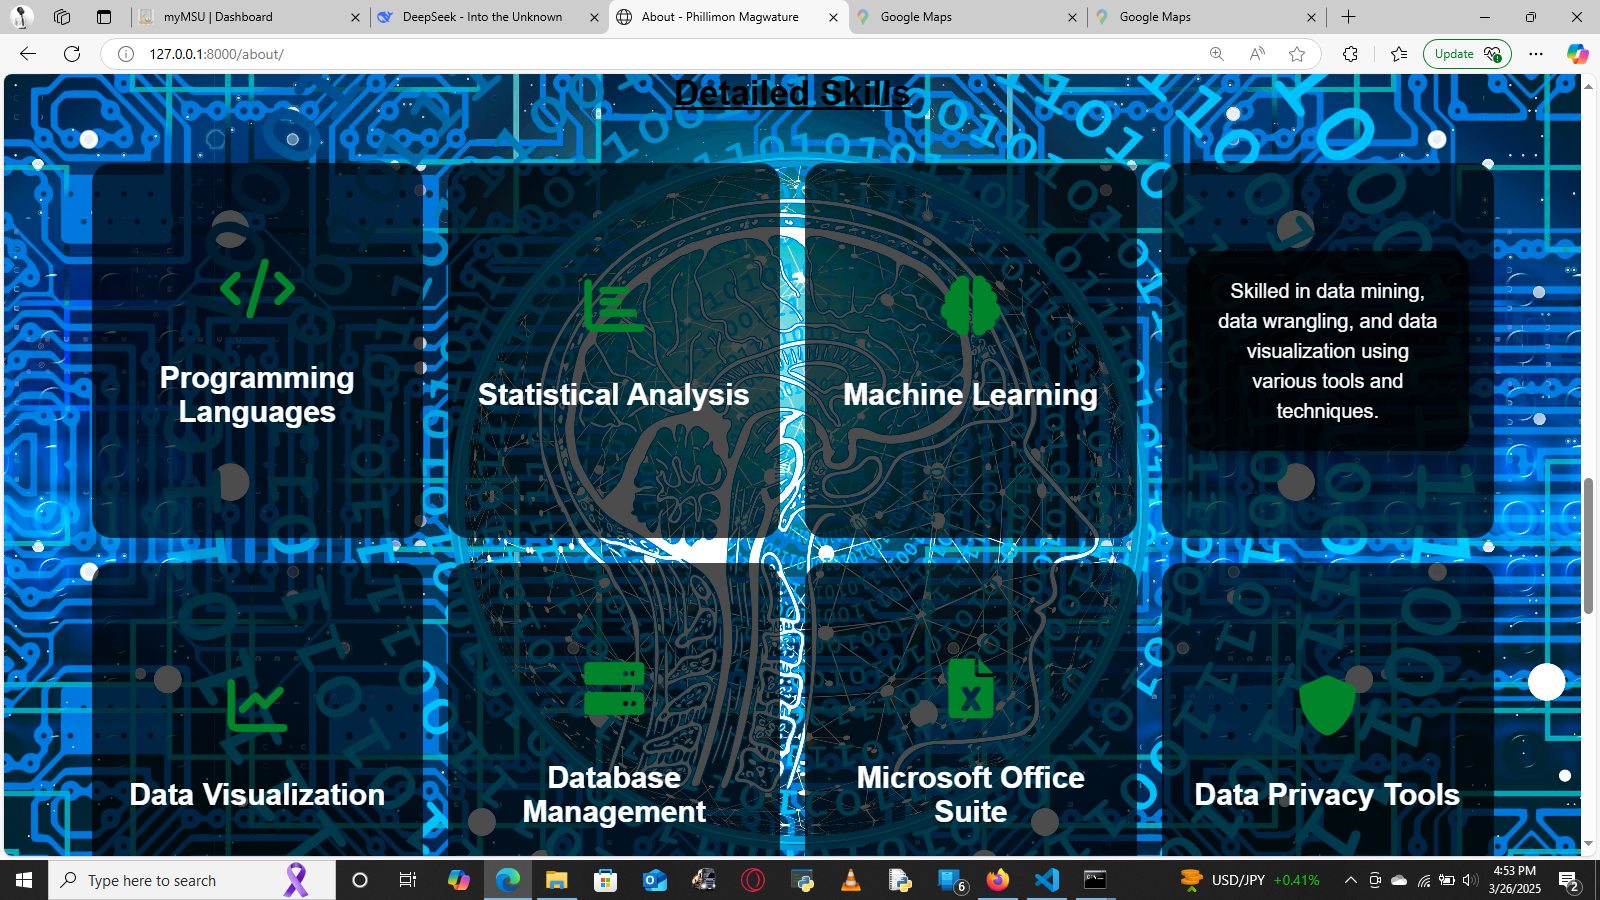 myMSU | Dashboard
DeepSeek - Into the Unknown
About - Phillimon Magwature
Google Maps
Google Maps
127.0.0.1:8000/about/
Update
Detailed Skills
Programming
Languages
Statistical Analysis
Machine Learning
Skilled in data mining,
data wrangling, and data
visualization using
various tools and
techniques.
Data Visualization
Database
Management
Microsoft Office
Suite
Data Privacy Tools
Type here to search
6
USD/JPY +0.41%
4:53 PM
3/26/2025
2